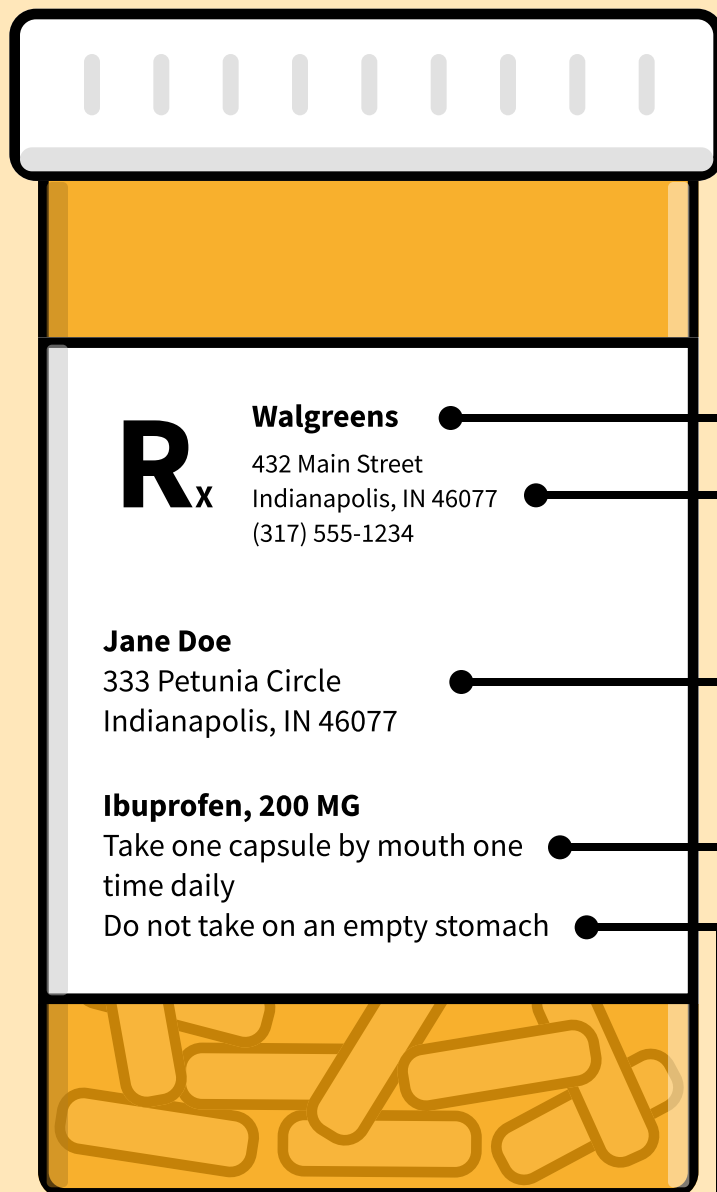 Rx
Walgreens
432 Main Street
Indianapolis, IN 46077
(317) 555-1234
Jane Doe
333 Petunia Circle
Indianapolis, IN 46077
Ibuprofen, 200 MG
Take one capsule by mouth one
time daily
Do not take on an empty stomach